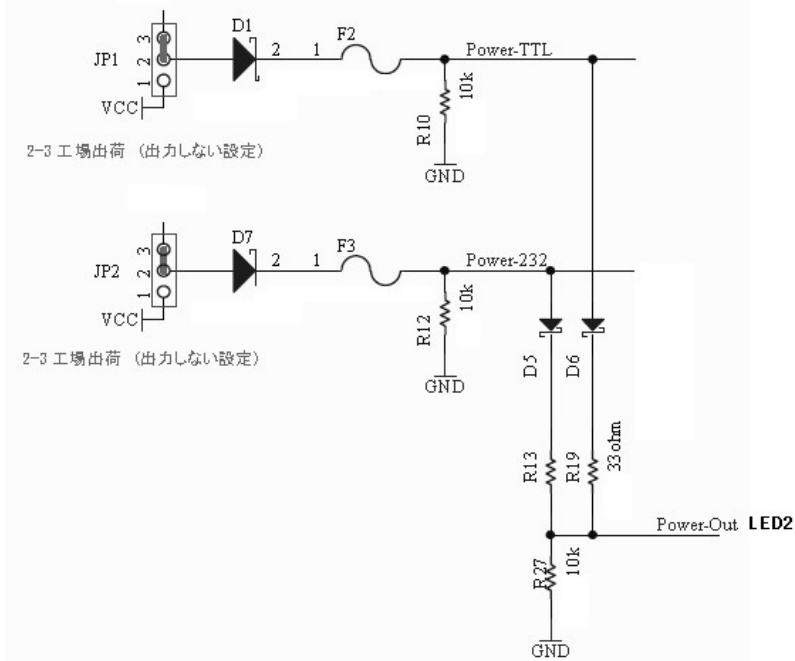 D1
F2
3
2
1
JP1
2
1
Power-TTL
10k
R10
VCC
GND
2-3 工場出荷 (出力しない設定)
D7
F3
3
2
1
JP2
2
1
Power-232
10k
R12
VCC
GND
2-3 工場出荷 (出力しない設定)
D5
D6
R13
R19
33ohm
Power-Out LED2
R27
10k
GND